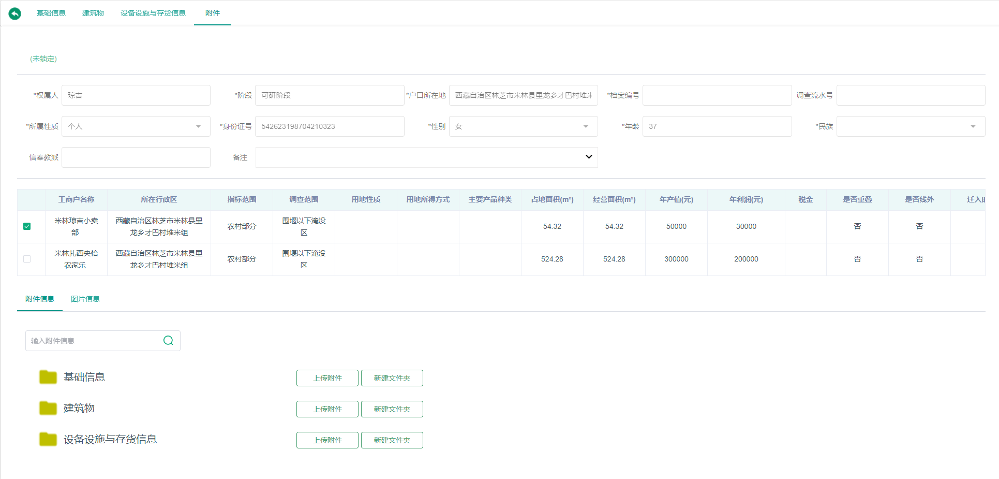 基础信息 建筑物 设备设施与存货信息 附件
(未锁定)
*权属人 琼吉 *阶段 可研阶段 *户口所在地 西藏自治区林芝市米林县里龙乡才巴村堆米 *档案编号 调查流水号
*所属性质 个人 *身份证号 542623198704210323 *性别 女 *年龄 37 *民族
信奉教派 备注
工商户名称 所在行政区 指标范围 调查范围 用地性质 用地所得方式 主要产品种类 占地面积(m²) 经营面积(m²) 年产值(元) 年利润(元) 税金 是否重叠 是否线外 迁入
米林琼吉小卖部 西藏自治区林芝市米林县里龙乡才巴村堆米组 农村部分 围堰以下淹没区 54.32 54.32 50000 30000 否 否
米林扎西央恰农家乐 西藏自治区林芝市米林县里龙乡才巴村堆米组 农村部分 围堰以下淹没区 524.28 524.28 300000 200000 否 否
附件信息 图片信息
输入附件信息
基础信息 上传附件 新建文件夹
建筑物 上传附件 新建文件夹
设备设施与存货信息 上传附件 新建文件夹